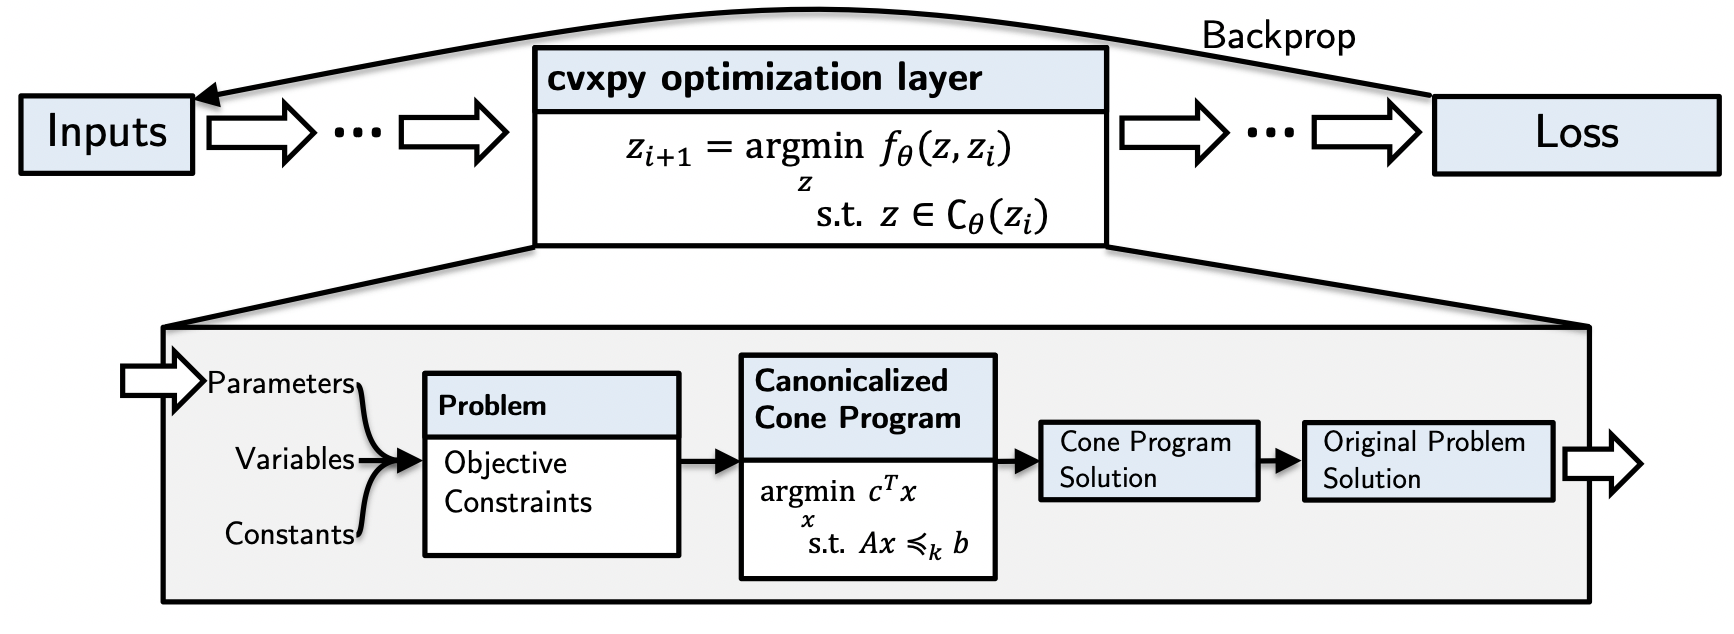 Backprop
Inputs
...
cvxpy optimization layer
z_{i+1} = argmin f_θ(z, z_i)
z
s.t. z ∈ C_θ(z_i)
...
Loss
Parameters
Variables
Constants
Problem
Objective
Constraints
Canonicalized
Cone Program
argmin c^T x
x
s.t. Ax ≼_k b
Cone Program
Solution
Original Problem
Solution